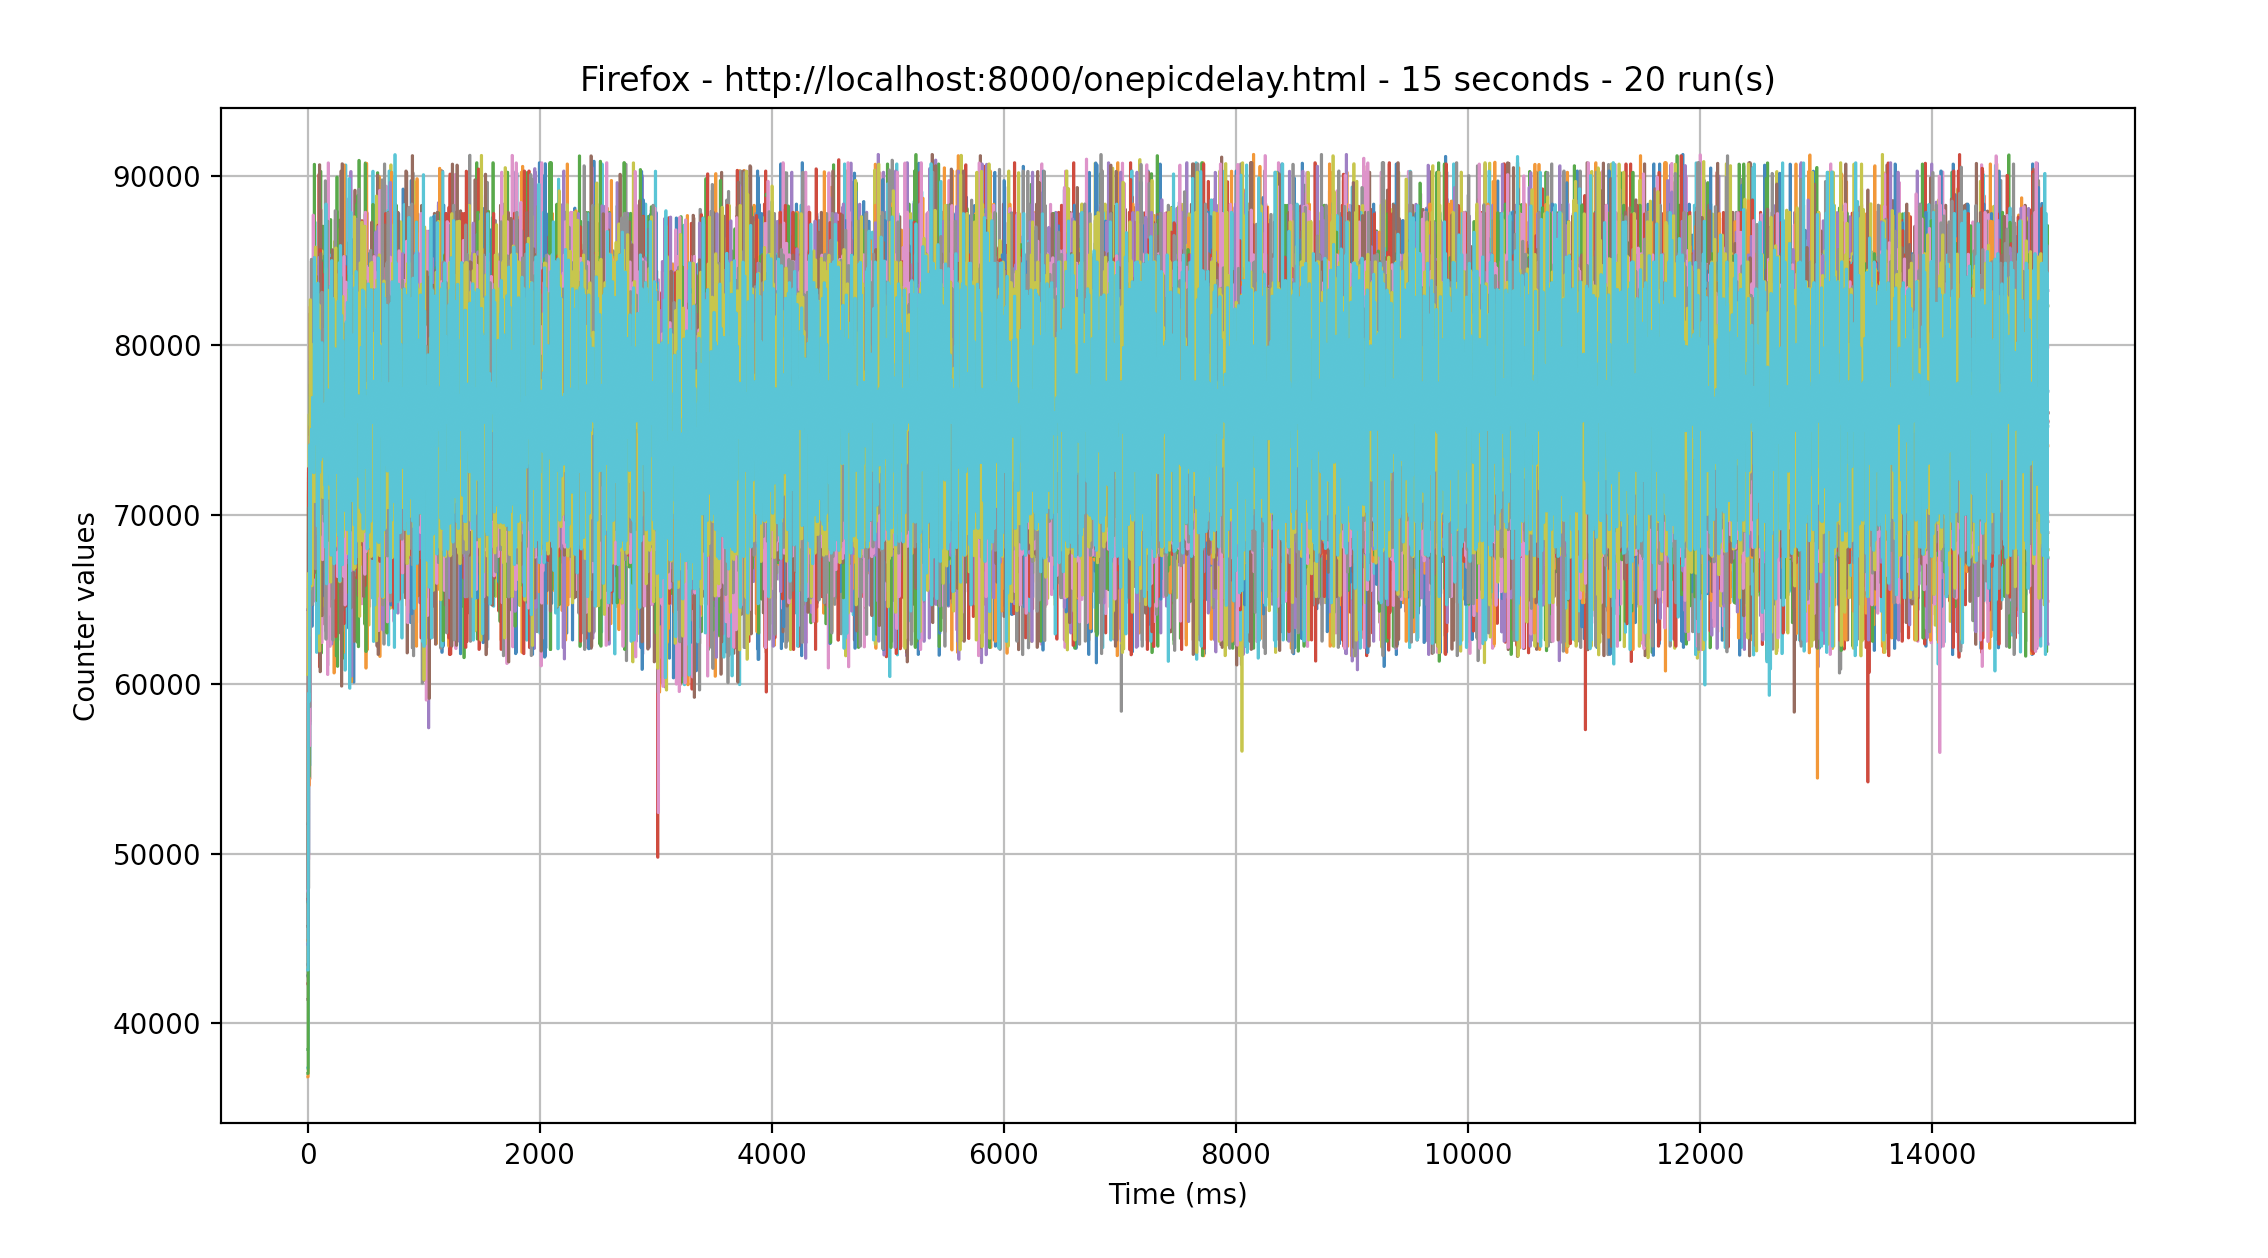 Firefox - http://localhost:8000/onepicdelay.html - 15 seconds - 20 run(s)
Counter values
90000
80000
70000
60000
50000
40000
0 2000 4000 6000 8000 10000 12000 14000
Time (ms)